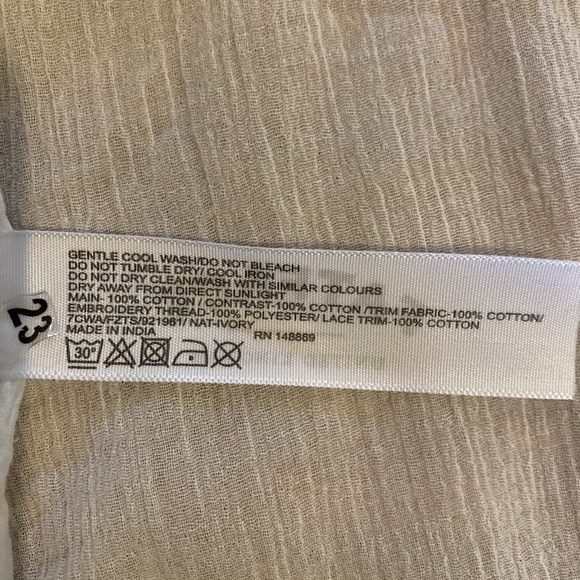 GENTLE COOL WASH/DO NOT BLEACH
DO NOT TUMBLE DRY/ COOL IRON
DO NOT DRY CLEAN/WASH WITH SIMILAR COLOURS
DRY AWAY FROM DIRECT SUNLIGHT
MAIN- 100% COTTON / CONTRAST-100% COTTON /TRIM FABRIC-100% COTTON/
EMBROIDERY THREAD-100% POLYESTER/ LACE TRIM-100% COTTON
7CWA/FZTS/921961/ NAT-IVORY
MADE IN INDIA RN 148869
30°
23